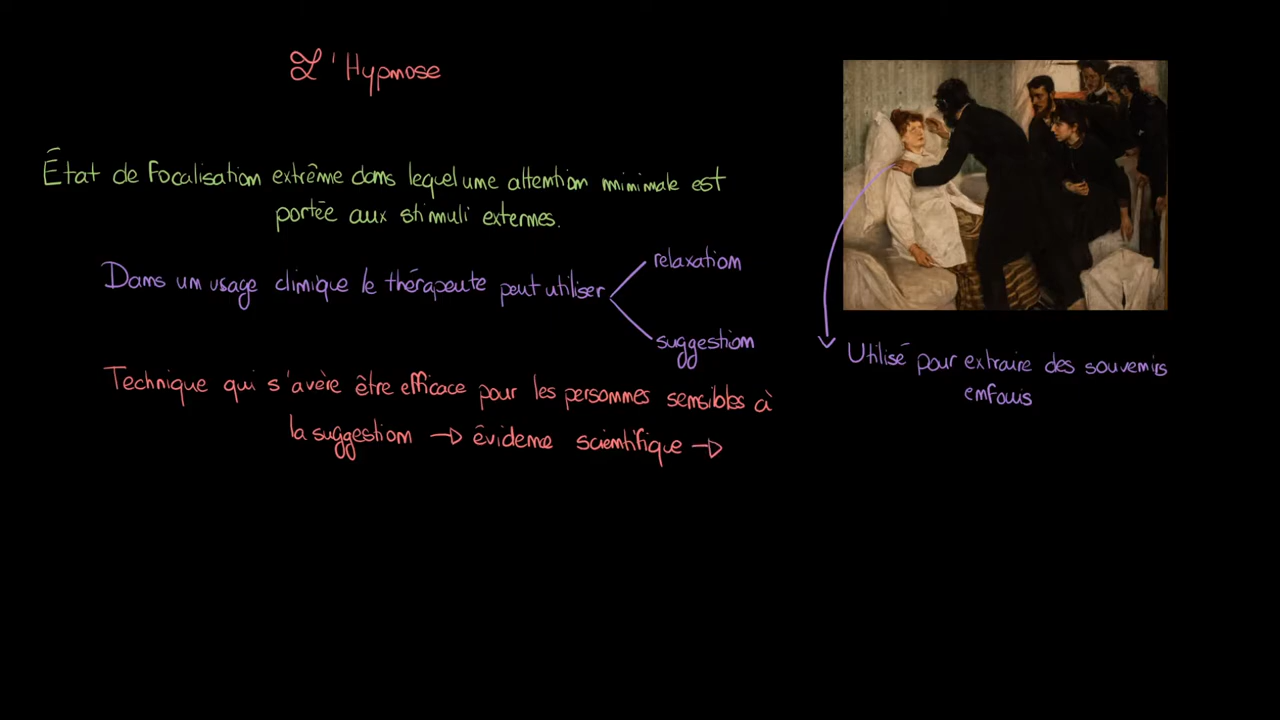 L'Hypnose
État de focalisation extrême dans lequel une attention minimale est
portée aux stimuli externes.
Dans un usage clinique le thérapeute peut utiliser
relaxation
suggestion
Technique qui s'avère être efficace pour les personnes sensibles à
la suggestion → évidence scientifique →
Utilisé pour extraire des souvenirs
enfouis